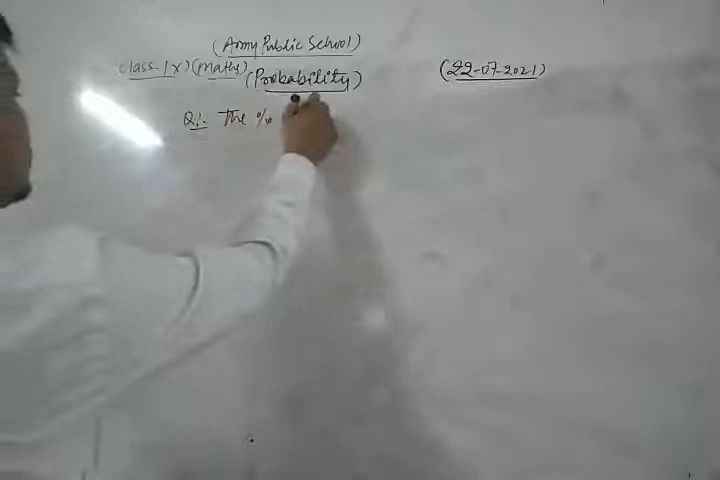 (Army Public School)
Class-IX) (Maths) (Probability) (22-07-2021)
Q1:- The %